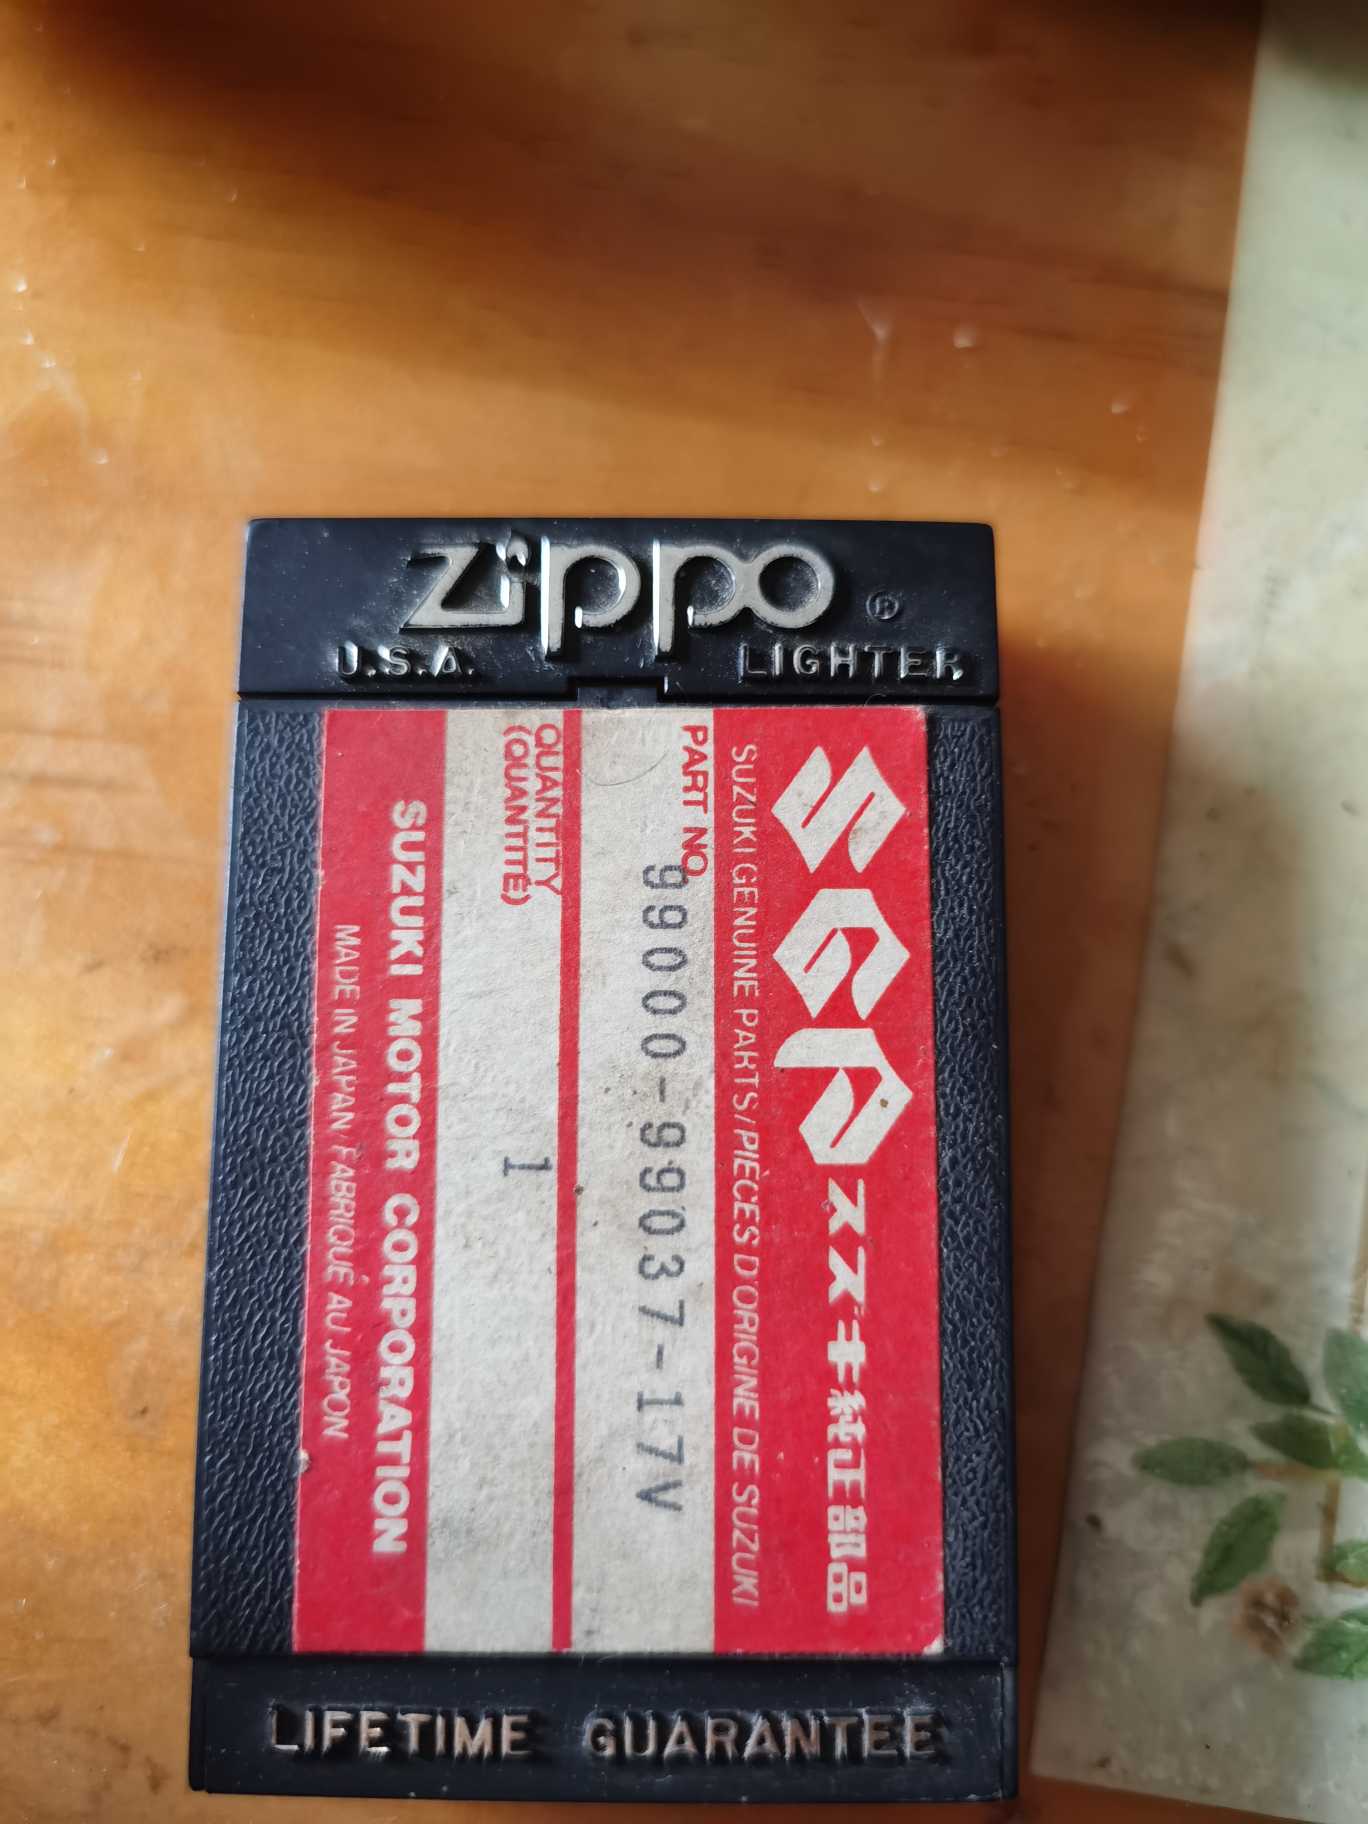 zippo ®
U.S.A. LIGHTER
SGP スズキ純正部品
SUZUKI GENUINE PARTS / PIÈCES D'ORIGINE DE SUZUKI
PART NO.
99000-99037-17V
QUANTITY
(QUANTITÉ)
1
SUZUKI MOTOR CORPORATION
MADE IN JAPAN / FABRIQUÉ AU JAPON
LIFETIME GUARANTEE